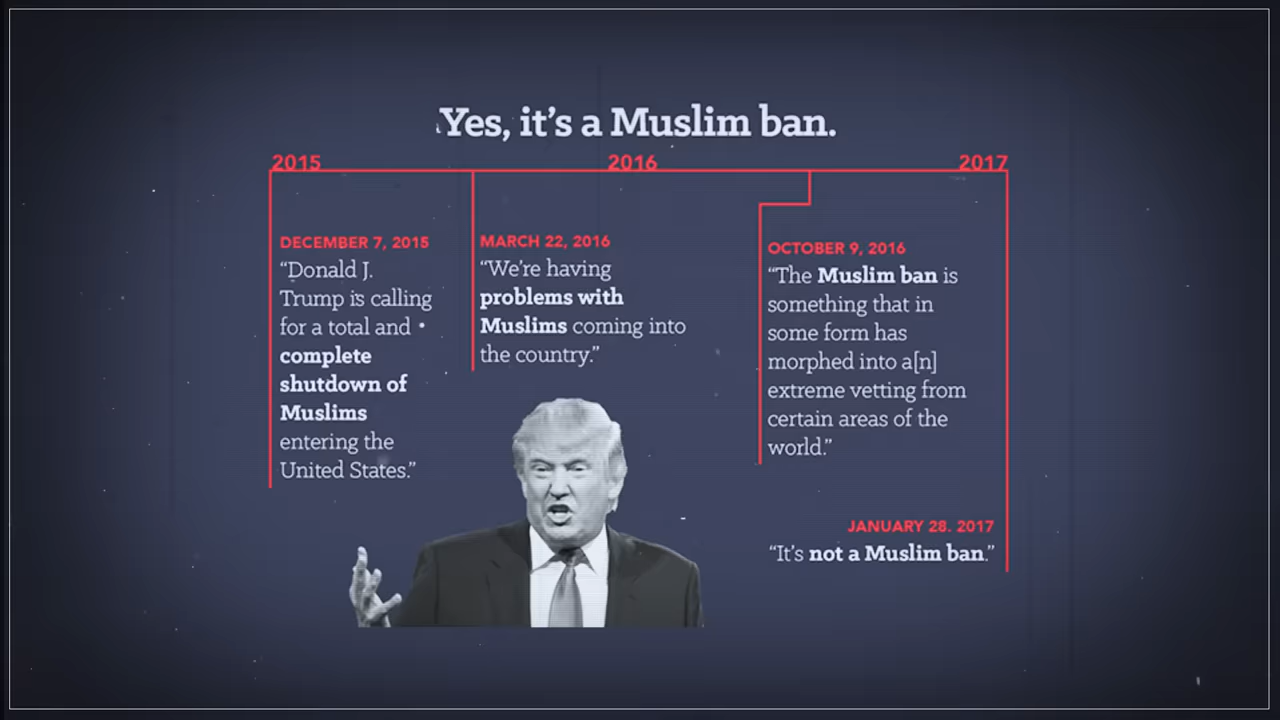 Yes, it's a Muslim ban.
2015 2016 2017
DECEMBER 7, 2015
“Donald J.
Trump is calling
for a total and
complete
shutdown of
Muslims
entering the
United States.”
MARCH 22, 2016
“We're having
problems with
Muslims coming into
the country.”
OCTOBER 9, 2016
“The Muslim ban is
something that in
some form has
morphed into a[n]
extreme vetting from
certain areas of the
world.”
JANUARY 28. 2017
“It's not a Muslim ban.”